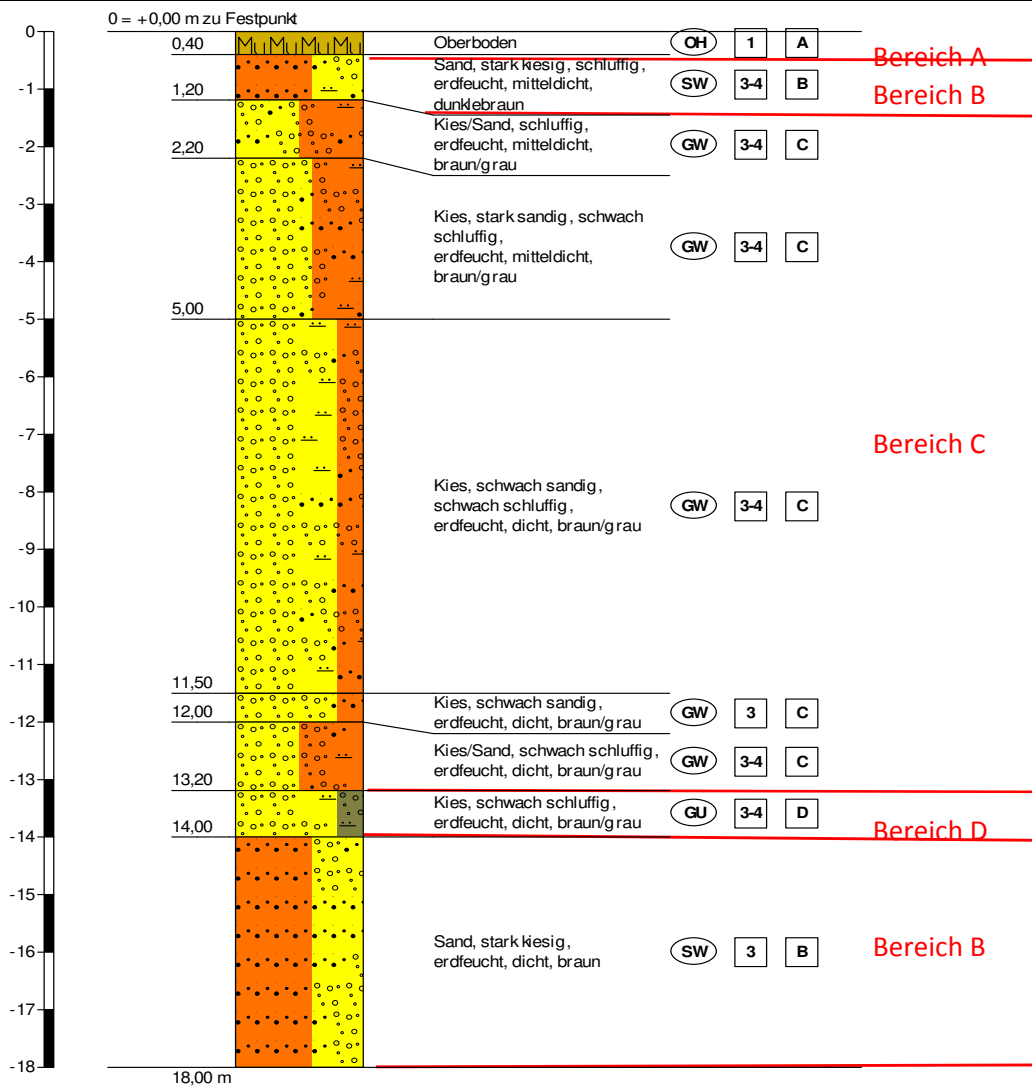 0 = +0,00 m zu Festpunkt
0
Mu Mu Mu Mu
0,40
Oberboden
OH 1 A
Bereich A
Sand, stark kiesig, schluffig,
erdfeucht, mitteldicht,
dunklebraun
SW 3-4 B
Bereich B
-1
1,20
Kies/Sand, schluffig,
erdfeucht, mitteldicht,
braun/grau
GW 3-4 C
-2
2,20
-3
Kies, stark sandig, schwach
schluffig,
erdfeucht, mitteldicht,
braun/grau
GW 3-4 C
-4
5,00
-5
-6
-7
Bereich C
-8
Kies, schwach sandig,
schwach schluffig,
erdfeucht, dicht, braun/grau
GW 3-4 C
-9
-10
-11
11,50
Kies, schwach sandig,
erdfeucht, dicht, braun/grau
GW 3 C
12,00
-12
Kies/Sand, schwach schluffig,
erdfeucht, dicht, braun/grau
GW 3-4 C
-13
13,20
Kies, schwach schluffig,
erdfeucht, dicht, braun/grau
GU 3-4 D
Bereich D
14,00
-14
-15
Sand, stark kiesig,
erdfeucht, dicht, braun
SW 3 B
Bereich B
-16
-17
-18
18,00 m